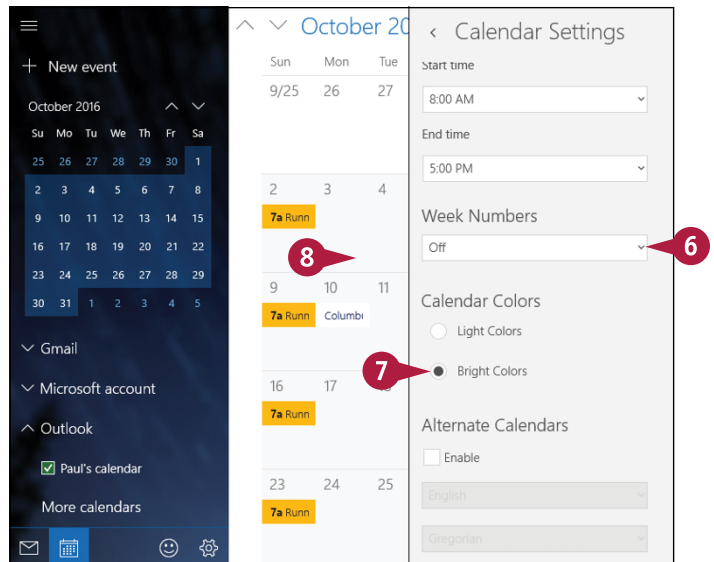 New event
October 2016
Su Mo Tu We Th Fr Sa
25 26 27 28 29 30 1
2 3 4 5 6 7 8
9 10 11 12 13 14 15
16 17 18 19 20 21 22
23 24 25 26 27 28 29
30 31 1 2 3 4 5
Gmail
Microsoft account
Outlook
Paul's calendar
More calendars
October 20
Sun Mon Tue
9/25 26 27
2 3 4
7a Runn
8
9 10 11
7a Runn Columbu
16 17
7a Runn
23 24 25
7a Runn
Calendar Settings
Start time
8:00 AM
End time
5:00 PM
Week Numbers
Off
6
Calendar Colors
Light Colors
7
Bright Colors
Alternate Calendars
Enable
English
Gregorian